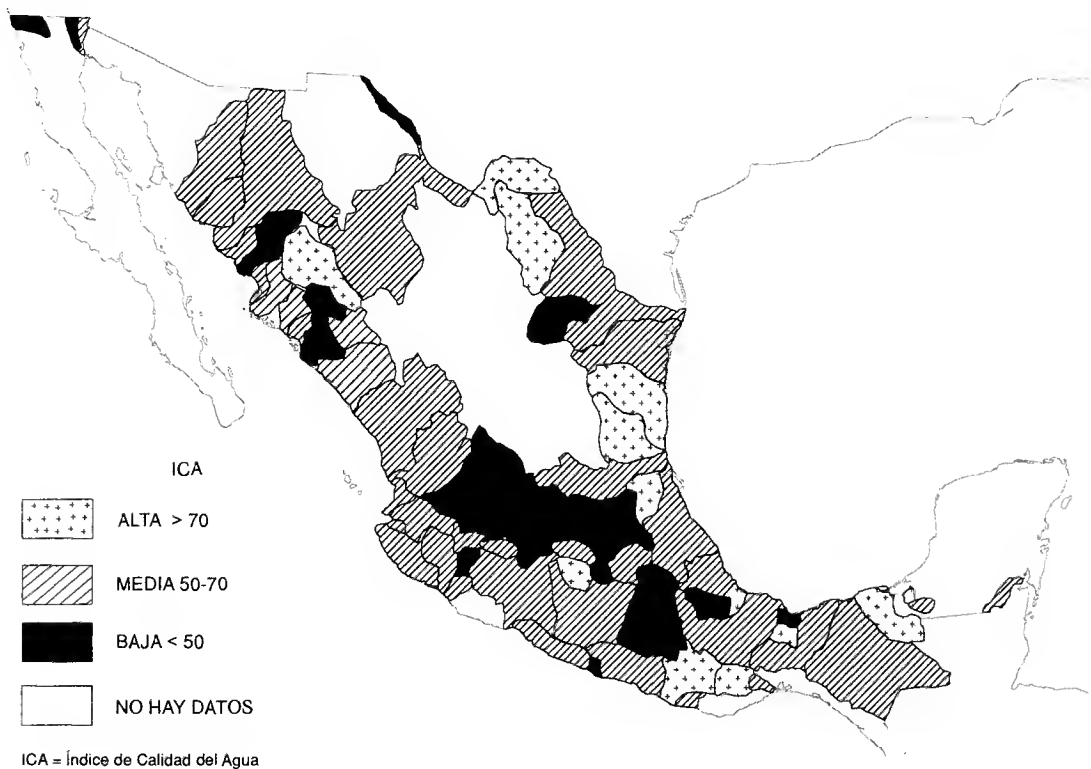 ICA
ALTA > 70
MEDIA 50-70
BAJA < 50
NO HAY DATOS
ICA = Índice de Calidad del Agua